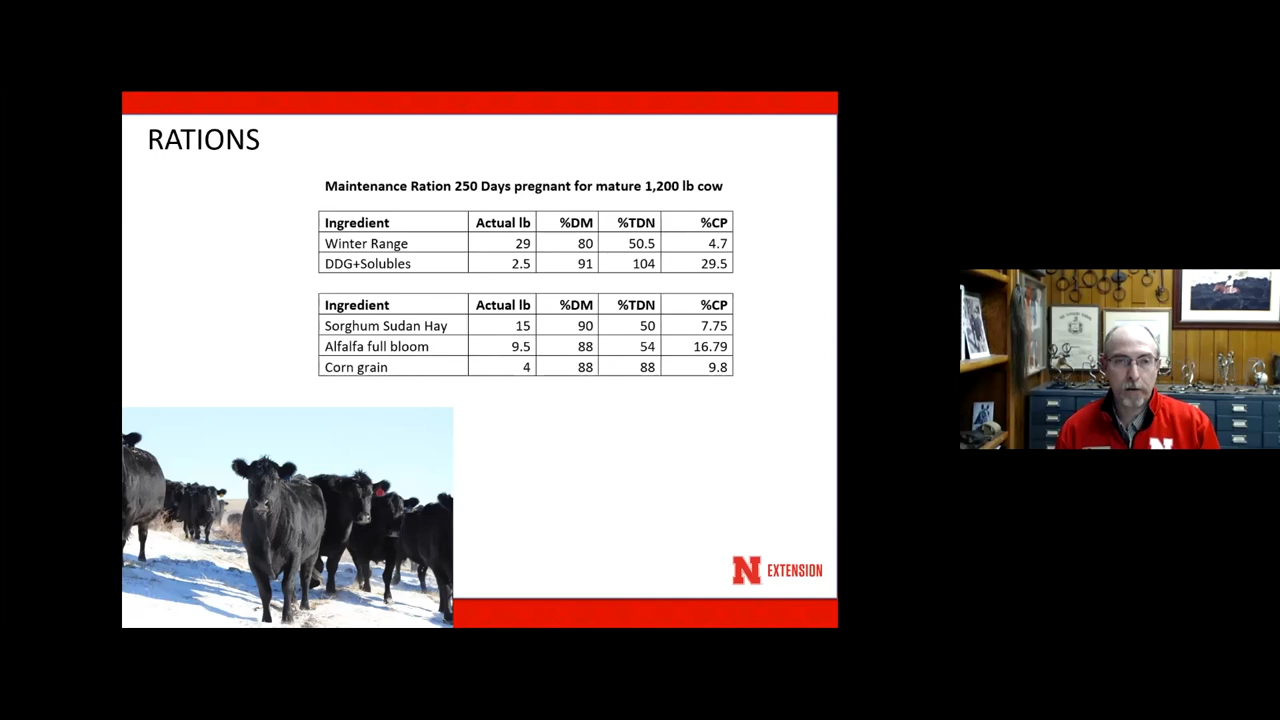 RATIONS
Maintenance Ration 250 Days pregnant for mature 1,200 lb cow
Ingredient Actual lb %DM %TDN %CP
Winter Range 29 80 50.5 4.7
DDG+Solubles 2.5 91 104 29.5
Ingredient Actual lb %DM %TDN %CP
Sorghum Sudan Hay 15 90 50 7.75
Alfalfa full bloom 9.5 88 54 16.79
Corn grain 4 88 88 9.8
N EXTENSION
N